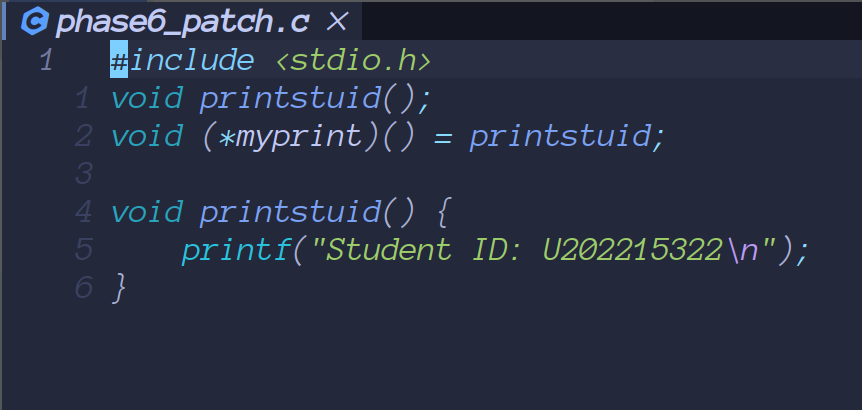 phase6_patch.c ×
1 #include <stdio.h>
1 void printstuid();
2 void (*myprint)() = printstuid;
3
4 void printstuid() {
5 printf("Student ID: U202215322\n");
6 }